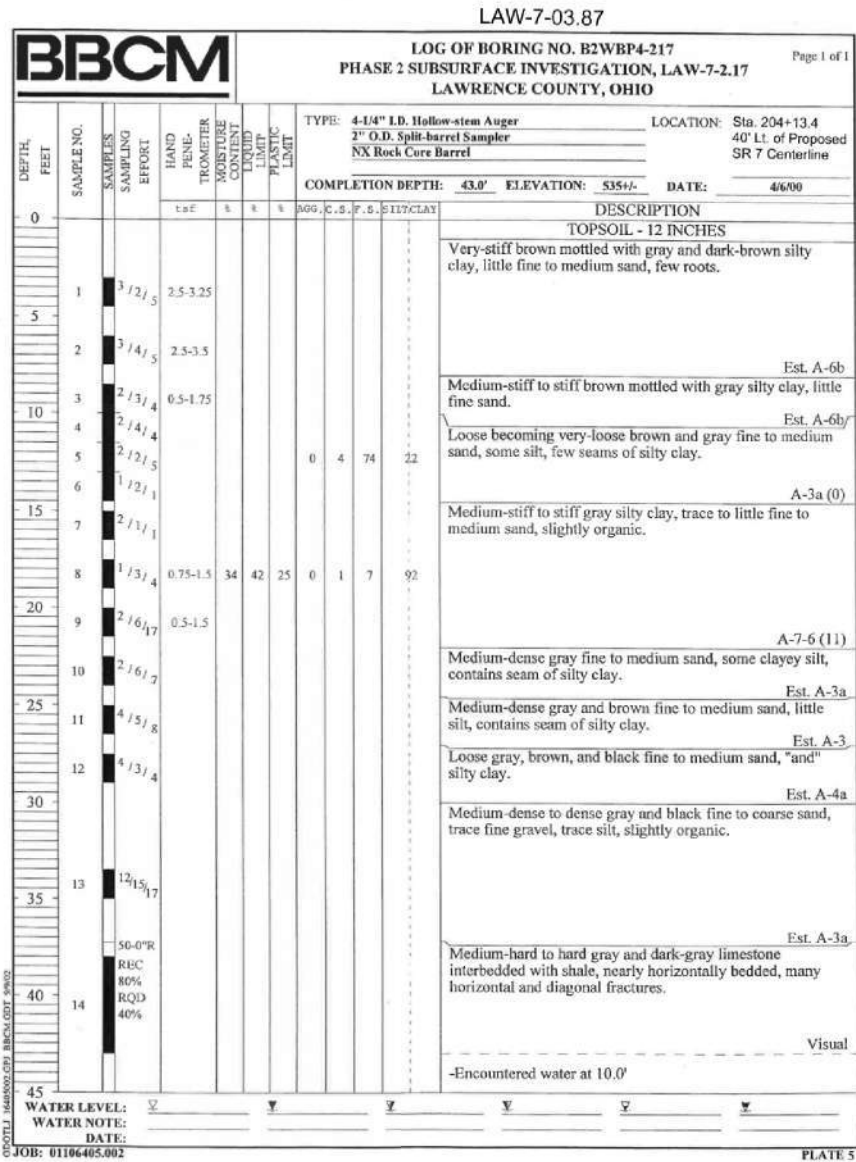 LAW-7-03.87
BBCM
LOG OF BORING NO. B2WBP4-217
PHASE 2 SUBSURFACE INVESTIGATION, LAW-7-2.17
LAWRENCE COUNTY, OHIO
Page 1 of 1
DEPTH, FEET
SAMPLE NO.
SAMPLES
SAMPLING EFFORT
HAND PENE-TROMETER
MOISTURE CONTENT
LIQUID LIMIT
PLASTIC LIMIT
TYPE: 4-1/4" I.D. Hollow-stem Auger
2" O.D. Split-barrel Sampler
NX Rock Core Barrel
LOCATION: Sta. 204+13.4
40' Lt. of Proposed
SR 7 Centerline
COMPLETION DEPTH: 43.0' ELEVATION: 535+/- DATE: 4/6/00
tsf % % % AGG. C.S. F.S. SILT CLAY DESCRIPTION
0
TOPSOIL - 12 INCHES
Very-stiff brown mottled with gray and dark-brown silty
clay, little fine to medium sand, few roots.
1 3/2/5 2.5-3.25
5
2 3/4/5 2.5-3.5
Est. A-6b
Medium-stiff to stiff brown mottled with gray silty clay, little
fine sand.
3 2/3/4 0.5-1.75
10
Est. A-6b
4 2/4/4
Loose becoming very-loose brown and gray fine to medium
sand, some silt, few seams of silty clay.
5 2/2/5 0 4 74 22
6 1/2/1
A-3a (0)
15
Medium-stiff to stiff gray silty clay, trace to little fine to
medium sand, slightly organic.
7 2/1/1
8 1/3/4 0.75-1.5 34 42 25 0 1 7 92
20
9 2/6/17 0.5-1.5
A-7-6 (11)
Medium-dense gray fine to medium sand, some clayey silt,
contains seam of silty clay.
10 2/6/7
Est. A-3a
25
Medium-dense gray and brown fine to medium sand, little
silt, contains seam of silty clay.
11 4/5/8
Est. A-3
Loose gray, brown, and black fine to medium sand, "and"
silty clay.
12 4/3/4
Est. A-4a
30
Medium-dense to dense gray and black fine to coarse sand,
trace fine gravel, trace silt, slightly organic.
13 12/15/17
35
Est. A-3a
50-0"R
Medium-hard to hard gray and dark-gray limestone
interbedded with shale, nearly horizontally bedded, many
horizontal and diagonal fractures.
REC
80%
40
14
RQD
40%
Visual
-Encountered water at 10.0'
45
WATER LEVEL:
WATER NOTE:
DATE:
JOB: 01106405.002
PLATE 5